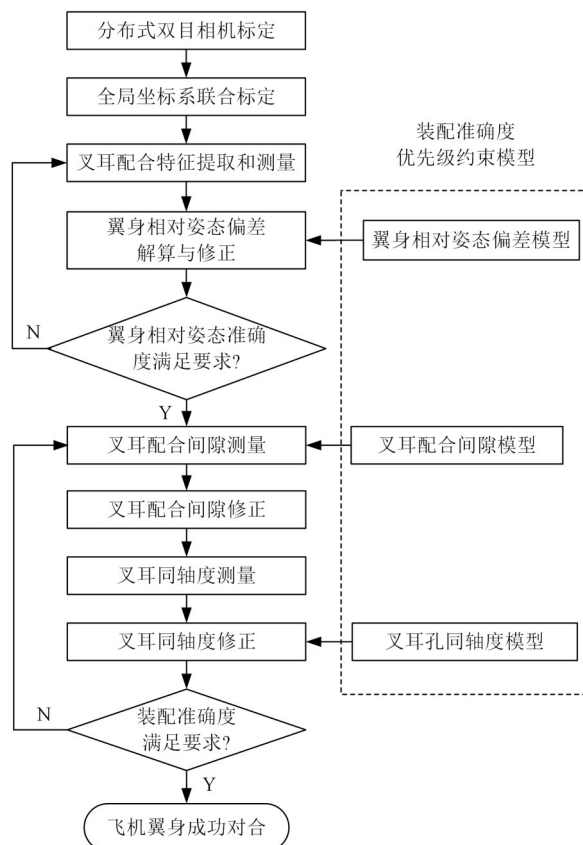 分布式双目相机标定
全局坐标系联合标定
装配准确度
优先级约束模型
叉耳配合特征提取和测量
翼身相对姿态偏差
解算与修正
翼身相对姿态偏差模型
N
翼身相对姿态准确
度满足要求?
Y
叉耳配合间隙测量
叉耳配合间隙模型
叉耳配合间隙修正
叉耳同轴度测量
叉耳同轴度修正
叉耳孔同轴度模型
N
装配准确度
满足要求?
Y
飞机翼身成功对合